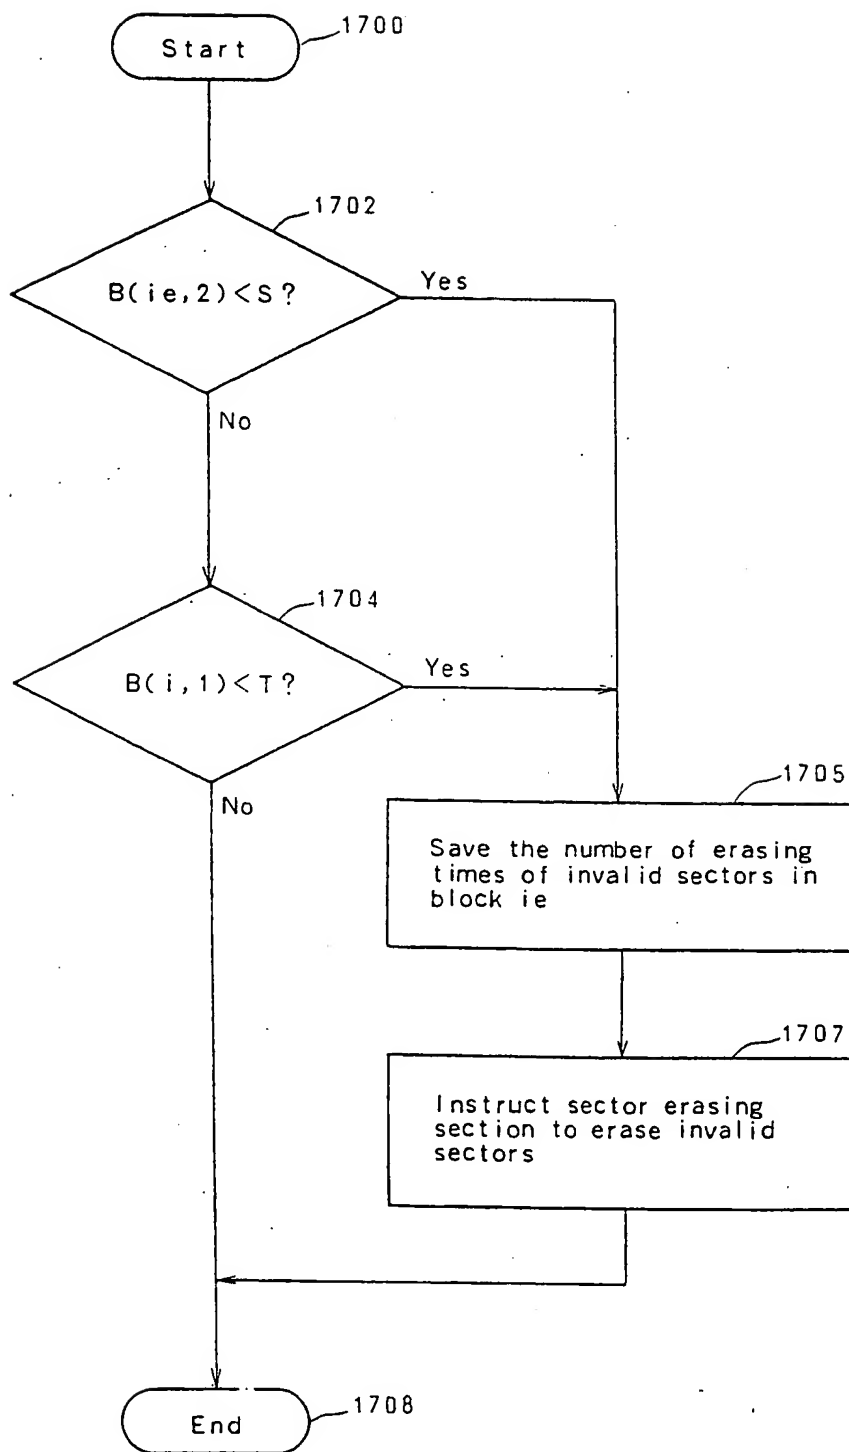 1700
Start
1702
B(ie,2)<S?
Yes
No
1704
B(i,1)<T?
Yes
No
1705
Save the number of erasing
times of invalid sectors in
block ie
1707
Instruct sector erasing
section to erase invalid
sectors
1708
End